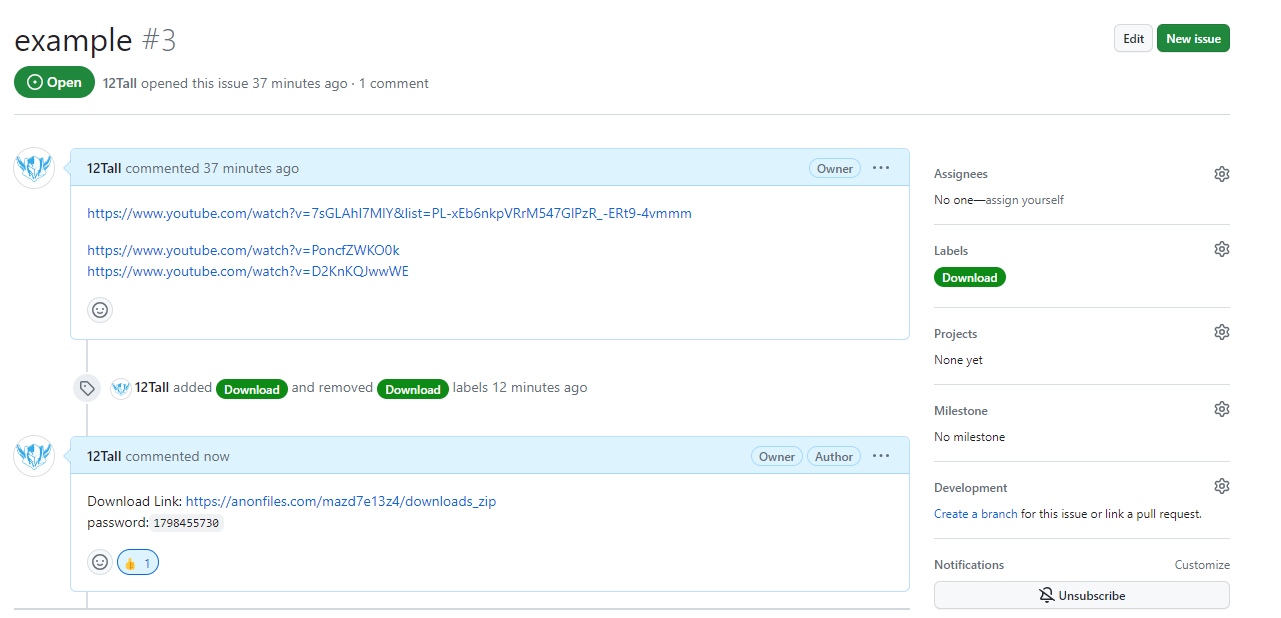 example #3
Edit
New issue
Open
12Tall opened this issue 37 minutes ago · 1 comment
12Tall commented 37 minutes ago
Owner
https://www.youtube.com/watch?v=7sGLAhI7MlY&list=PL-xEb6nkpVRrM547GlPzR_-ERt9-4vmmm
https://www.youtube.com/watch?v=PoncfZWKO0k
https://www.youtube.com/watch?v=D2KnKQJwwWE
12Tall added Download and removed Download labels 12 minutes ago
12Tall commented now
Owner
Author
Download Link: https://anonfiles.com/mazd7e13z4/downloads_zip
password: 1798455730
1
Assignees
No one—assign yourself
Labels
Download
Projects
None yet
Milestone
No milestone
Development
Create a branch for this issue or link a pull request.
Notifications
Customize
Unsubscribe